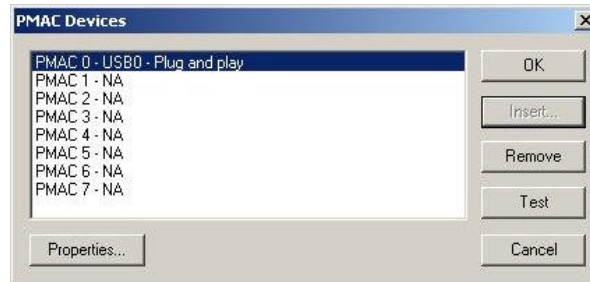 PMAC Devices
PMAC 0 - USB0 - Plug and play
PMAC 1 - NA
PMAC 2 - NA
PMAC 3 - NA
PMAC 4 - NA
PMAC 5 - NA
PMAC 6 - NA
PMAC 7 - NA
OK
Insert...
Remove
Test
Properties...
Cancel